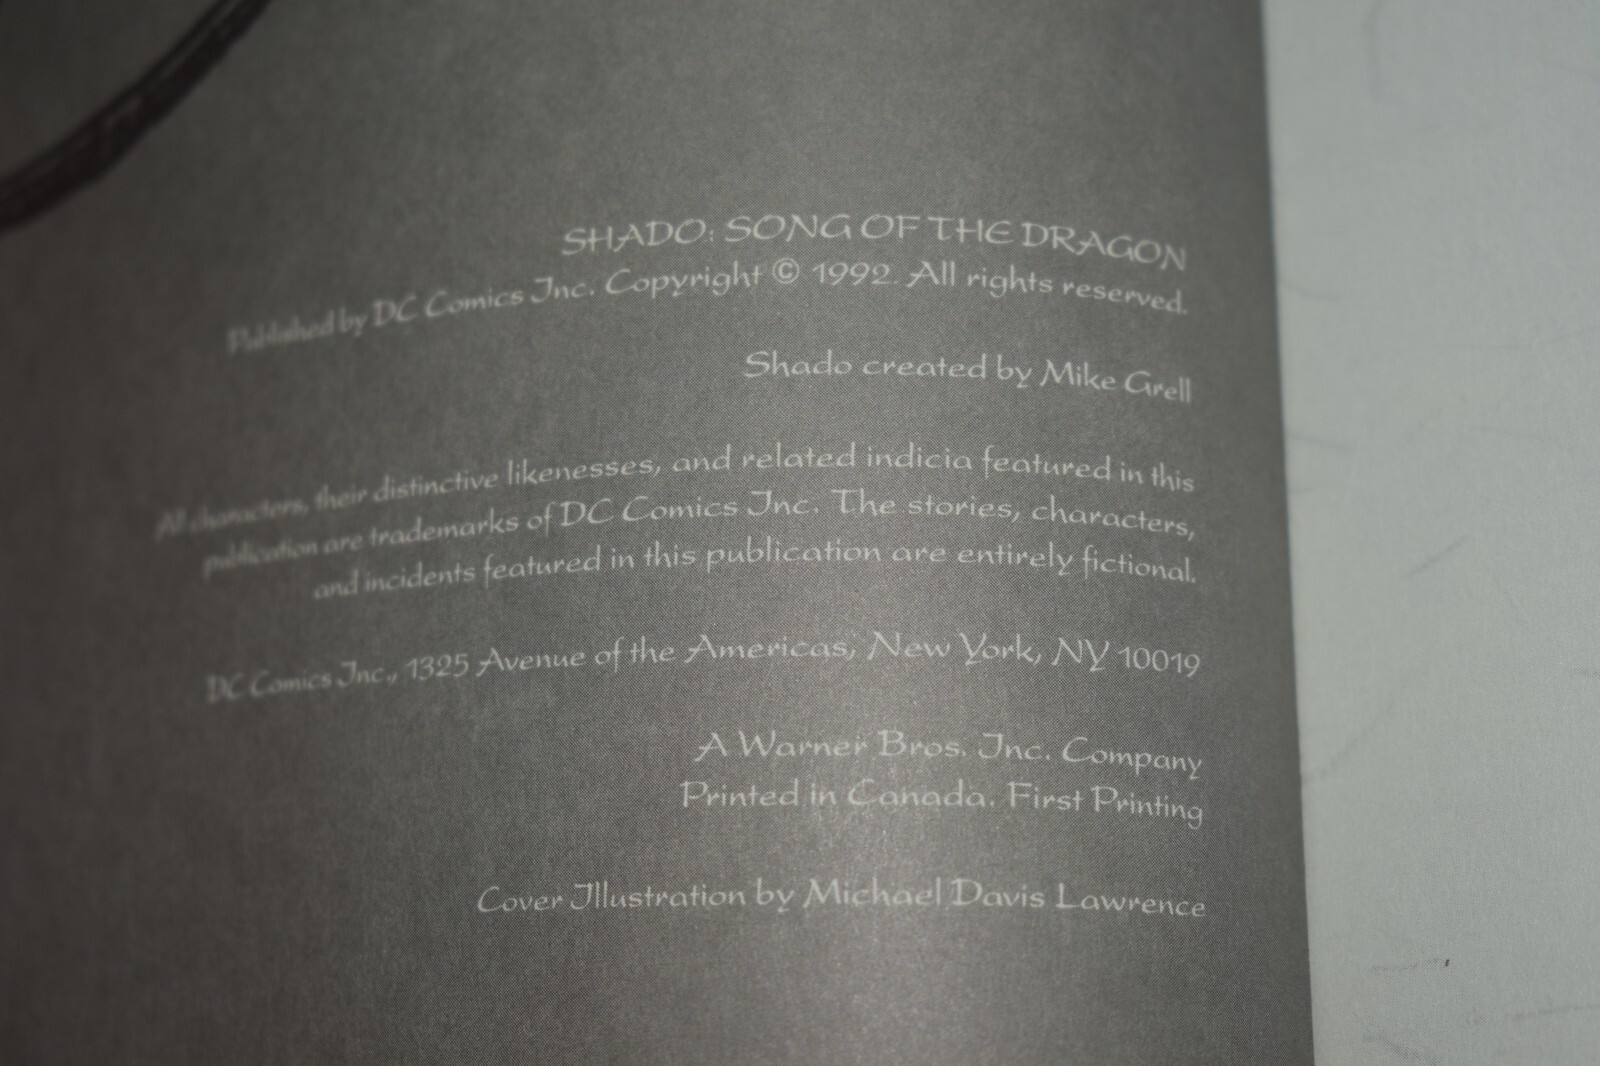 SHADO: SONG OF THE DRAGON
Published by DC Comics Inc. Copyright © 1992. All rights reserved.
Shado created by Mike Grell
All characters, their distinctive likenesses, and related indicia featured in this
publication are trademarks of DC Comics Inc. The stories, characters,
and incidents featured in this publication are entirely fictional.
DC Comics Inc., 1325 Avenue of the Americas, New York, NY 10019
A Warner Bros. Inc. Company
Printed in Canada. First Printing
Cover Illustration by Michael Davis Lawrence